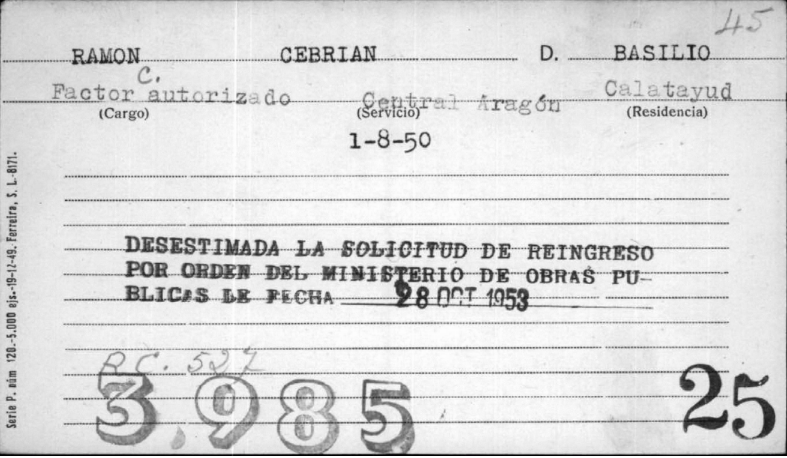 45
RAMON CEBRIAN D. BASILIO
C.
Factor autorizado Central Aragón Calatayud
(Cargo) (Servicio) (Residencia)
1-8-50
DESESTIMADA LA SOLICITUD DE REINGRESO
POR ORDEN DEL MINISTERIO DE OBRAS PU-
BLICAS DE FECHA 28 OCT 1953
R.C. 527
3.985
25
Serie P. núm 128.-5.000 ejs.-19-12-49. Ferreira, S. L.-8171.